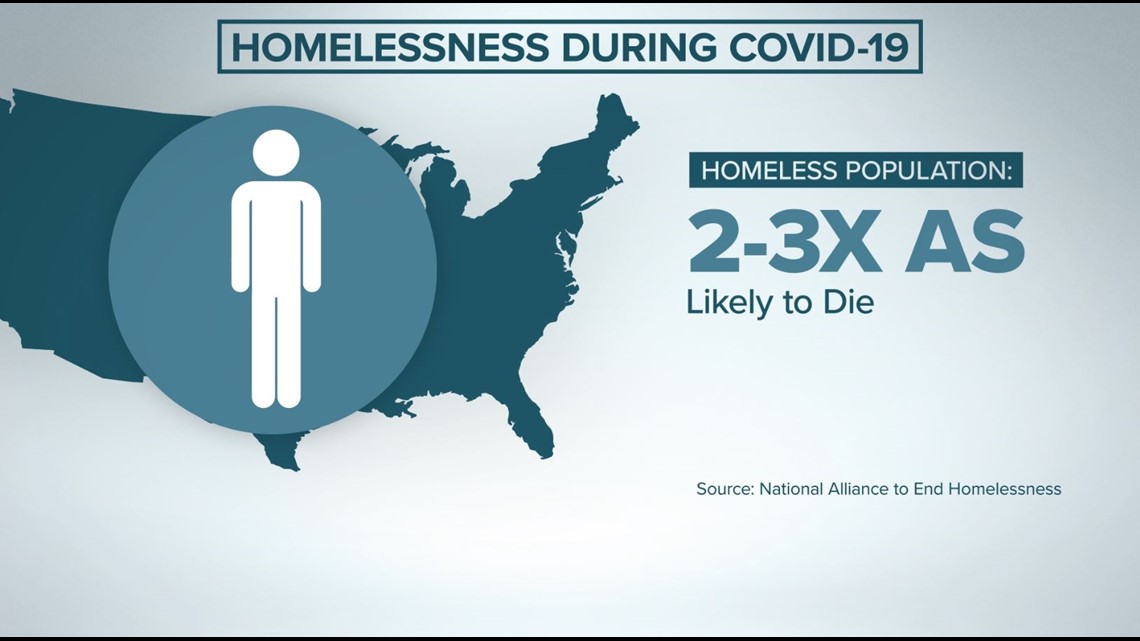 HOMELESSNESS DURING COVID-19
HOMELESS POPULATION:
2-3X AS
Likely to Die
Source: National Alliance to End Homelessness